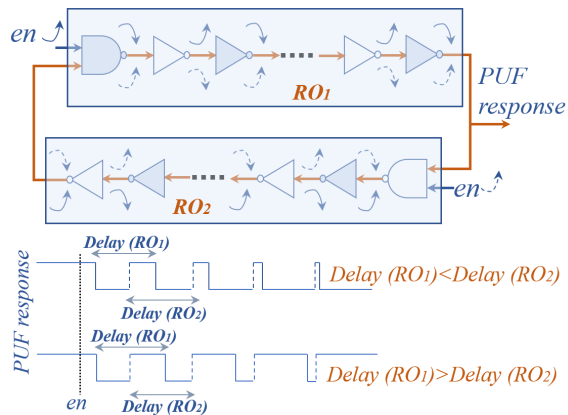 en
RO₁
PUF
response
RO₂
en
Delay (RO₁)
Delay (RO₁)<Delay (RO₂)
Delay (RO₂)
PUF response
Delay (RO₁)
Delay (RO₁)>Delay (RO₂)
en
Delay (RO₂)